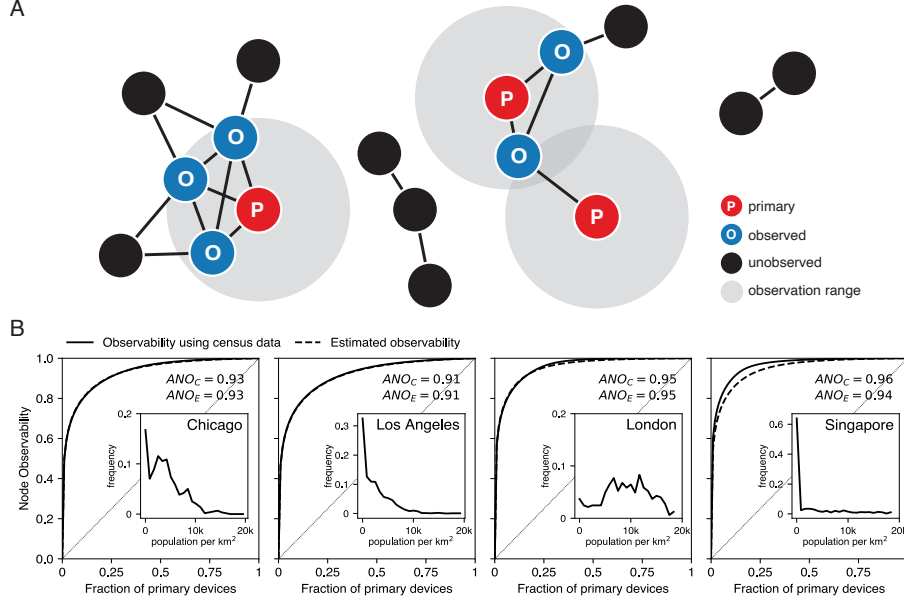 A
O
O
P
O
O
P
O
P
P primary
O observed
unobserved
observation range
B
Observability using census data
Estimated observability
Node Observability
1.0
0.8
0.6
0.4
0.2
0.0
ANO_C = 0.93
ANO_E = 0.93
Chicago
frequency
0.2
0.1
0
0
10k
20k
population per km²
0
0.25
0.5
0.75
1
Fraction of primary devices
ANO_C = 0.91
ANO_E = 0.91
Los Angeles
frequency
0.3
0.2
0.1
0
0
10k
20k
population per km²
0
0.25
0.5
0.75
1
Fraction of primary devices
ANO_C = 0.95
ANO_E = 0.95
London
frequency
0.2
0.1
0
0
10k
20k
population per km²
0
0.25
0.5
0.75
1
Fraction of primary devices
ANO_C = 0.96
ANO_E = 0.94
Singapore
frequency
0.6
0.4
0.2
0
0
10k
20k
population per km²
0
0.25
0.5
0.75
1
Fraction of primary devices